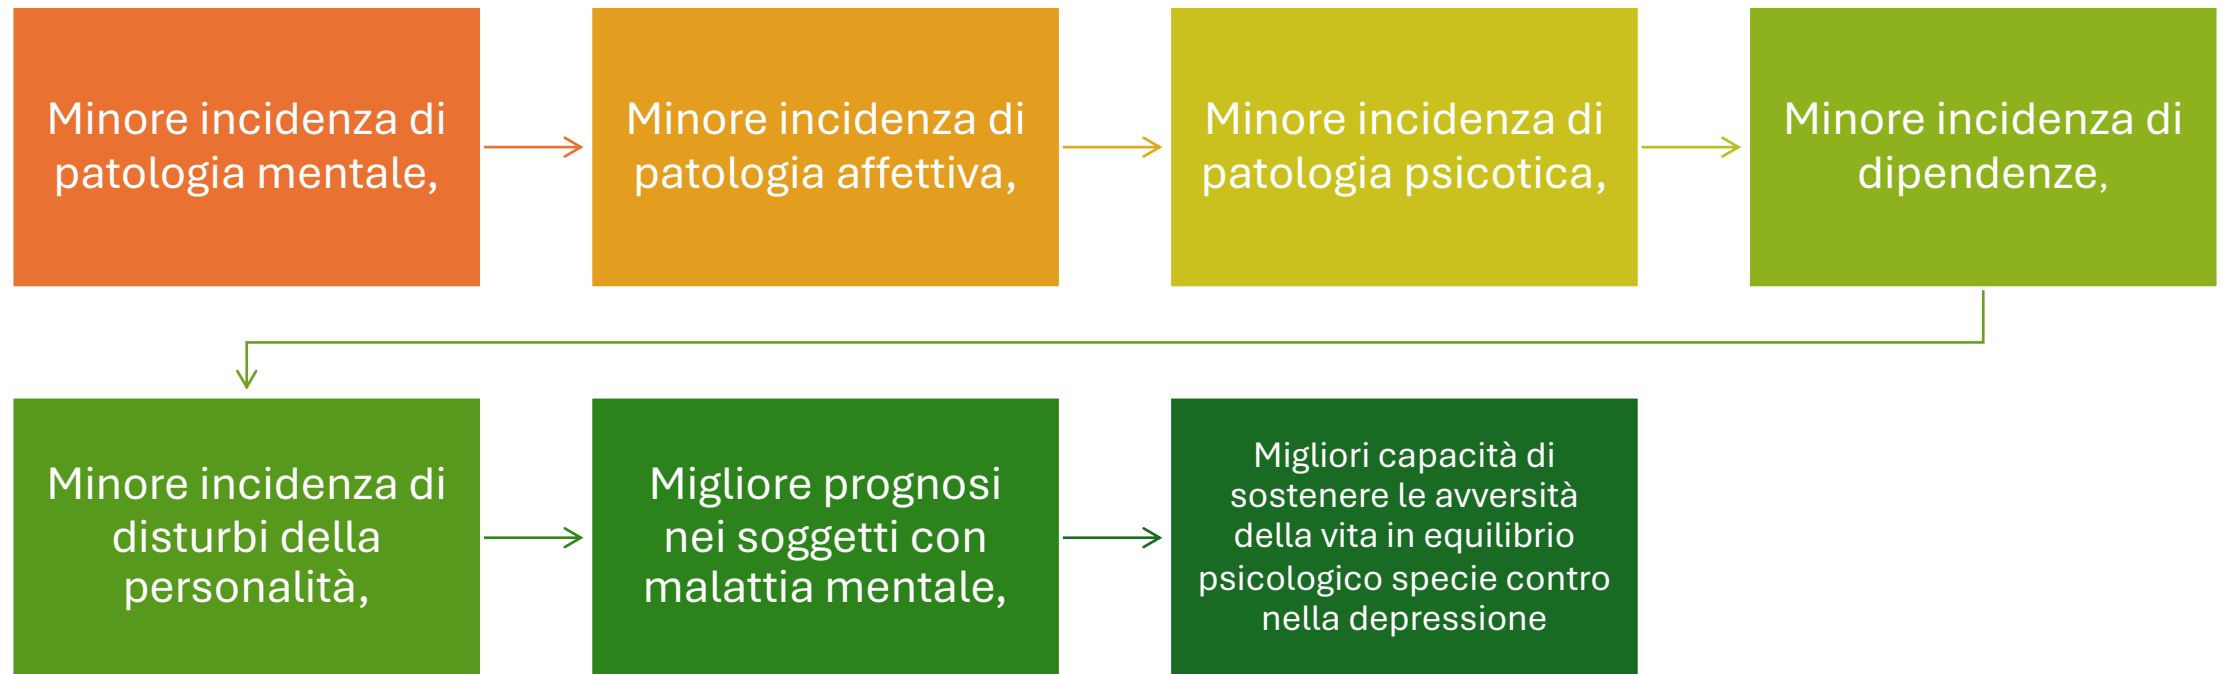 Minore incidenza di
patologia mentale,
Minore incidenza di
patologia affettiva,
Minore incidenza di
patologia psicotica,
Minore incidenza di
dipendenze,
Minore incidenza di
disturbi della
personalità,
Migliore prognosi
nei soggetti con
malattia mentale,
Migliori capacità di
sostenere le avversità
della vita in equilibrio
psicologico specie contro
nella depressione